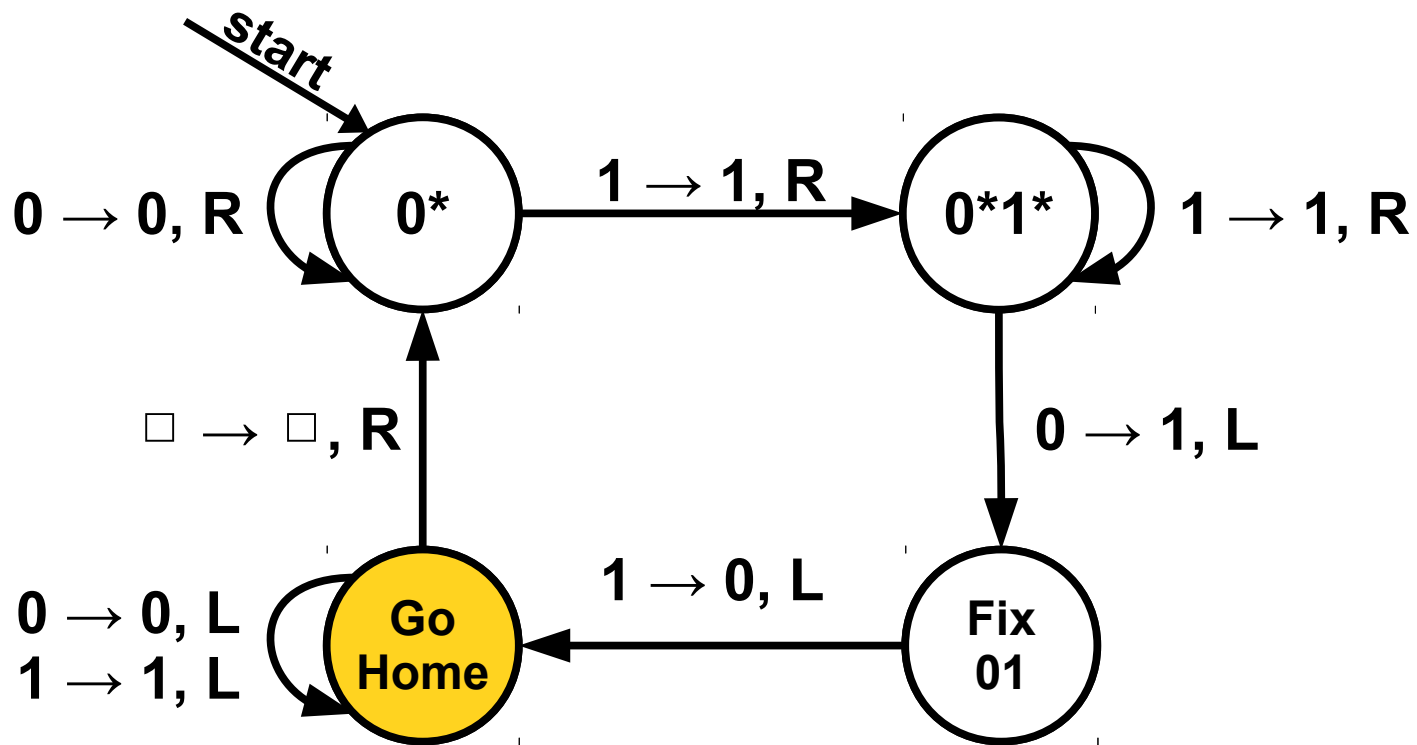 start
0*
1 → 1, R
0*1*
0 → 0, R
1 → 1, R
□ → □, R
0 → 1, L
1 → 0, L
0 → 0, L
1 → 1, L
Go
Home
Fix
01